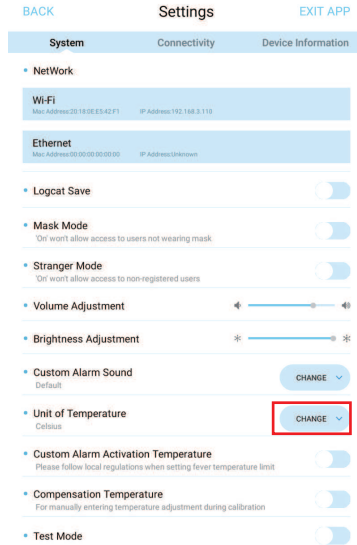 BACK Settings EXIT APP
System Connectivity Device Information
NetWork
Wi-Fi
Mac Address:20:18:0E:E3:42:F1 IP Address:192.168.3.110
Ethernet
Mac Address:00:00:00:00:00:00 IP Address:Unknown
Logcat Save
Mask Mode
'On' won't allow access to users not wearing mask
Stranger Mode
'On' won't allow access to non-registered users
Volume Adjustment
Brightness Adjustment
Custom Alarm Sound
Default
CHANGE
Unit of Temperature
Celsius
CHANGE
Custom Alarm Activation Temperature
Please follow local regulations when setting fever temperature limit
Compensation Temperature
For manually entering temperature adjustment during calibration
Test Mode